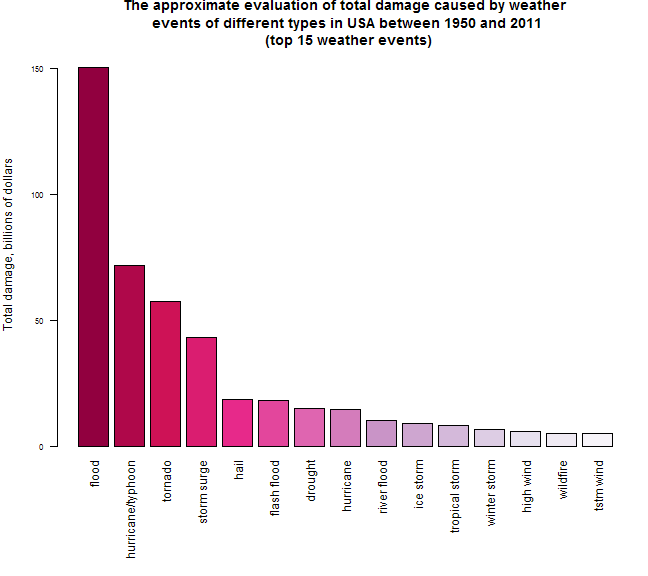 The approximate evaluation of total damage caused by weather
events of different types in USA between 1950 and 2011
(top 15 weather events)
Total damage, billions of dollars
150
100
50
0
flood
hurricane/typhoon
tornado
storm surge
hail
flash flood
drought
hurricane
river flood
ice storm
tropical storm
winter storm
high wind
wildfire
tstm wind